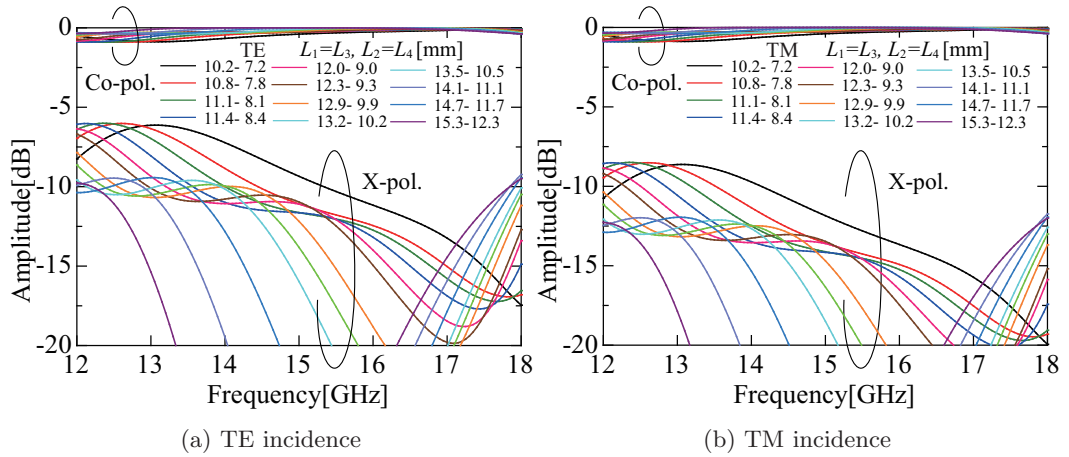 0
-5
-10
-15
-20
Amplitude[dB]
TE L1=L3, L2=L4 [mm]
Co-pol.
10.2- 7.2
10.8- 7.8
11.1- 8.1
11.4- 8.4
12.0- 9.0
12.3- 9.3
12.9- 9.9
13.2- 10.2
13.5- 10.5
14.1- 11.1
14.7- 11.7
15.3-12.3
X-pol.
12 13 14 15 16 17 18
Frequency[GHz]
(a) TE incidence
0
-5
-10
-15
-20
Amplitude[dB]
TM L1=L3, L2=L4 [mm]
Co-pol.
10.2- 7.2
10.8- 7.8
11.1- 8.1
11.4- 8.4
12.0- 9.0
12.3- 9.3
12.9- 9.9
13.2- 10.2
13.5- 10.5
14.1- 11.1
14.7- 11.7
15.3-12.3
X-pol.
12 13 14 15 16 17 18
Frequency[GHz]
(b) TM incidence